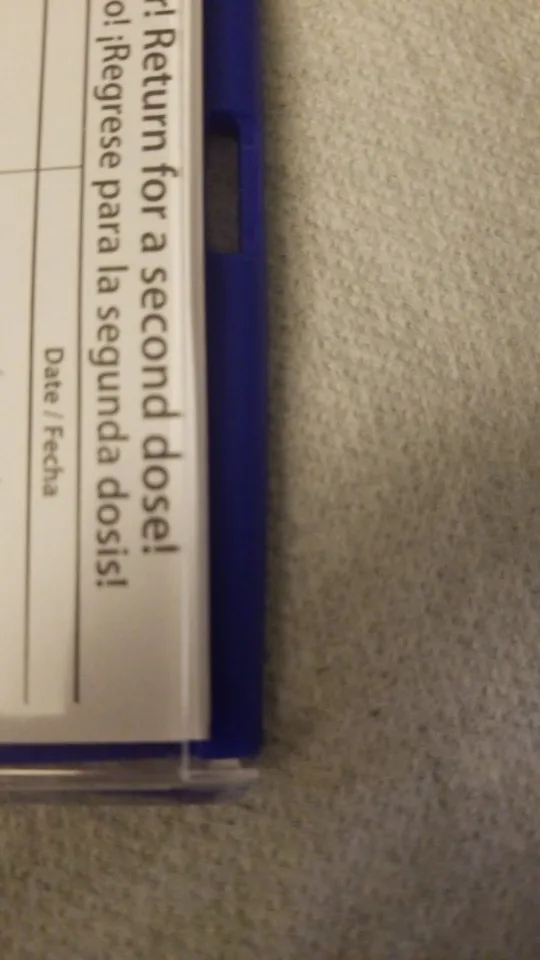 r! Return for a second dose!
o! ¡Regrese para la segunda dosis!
Date / Fecha